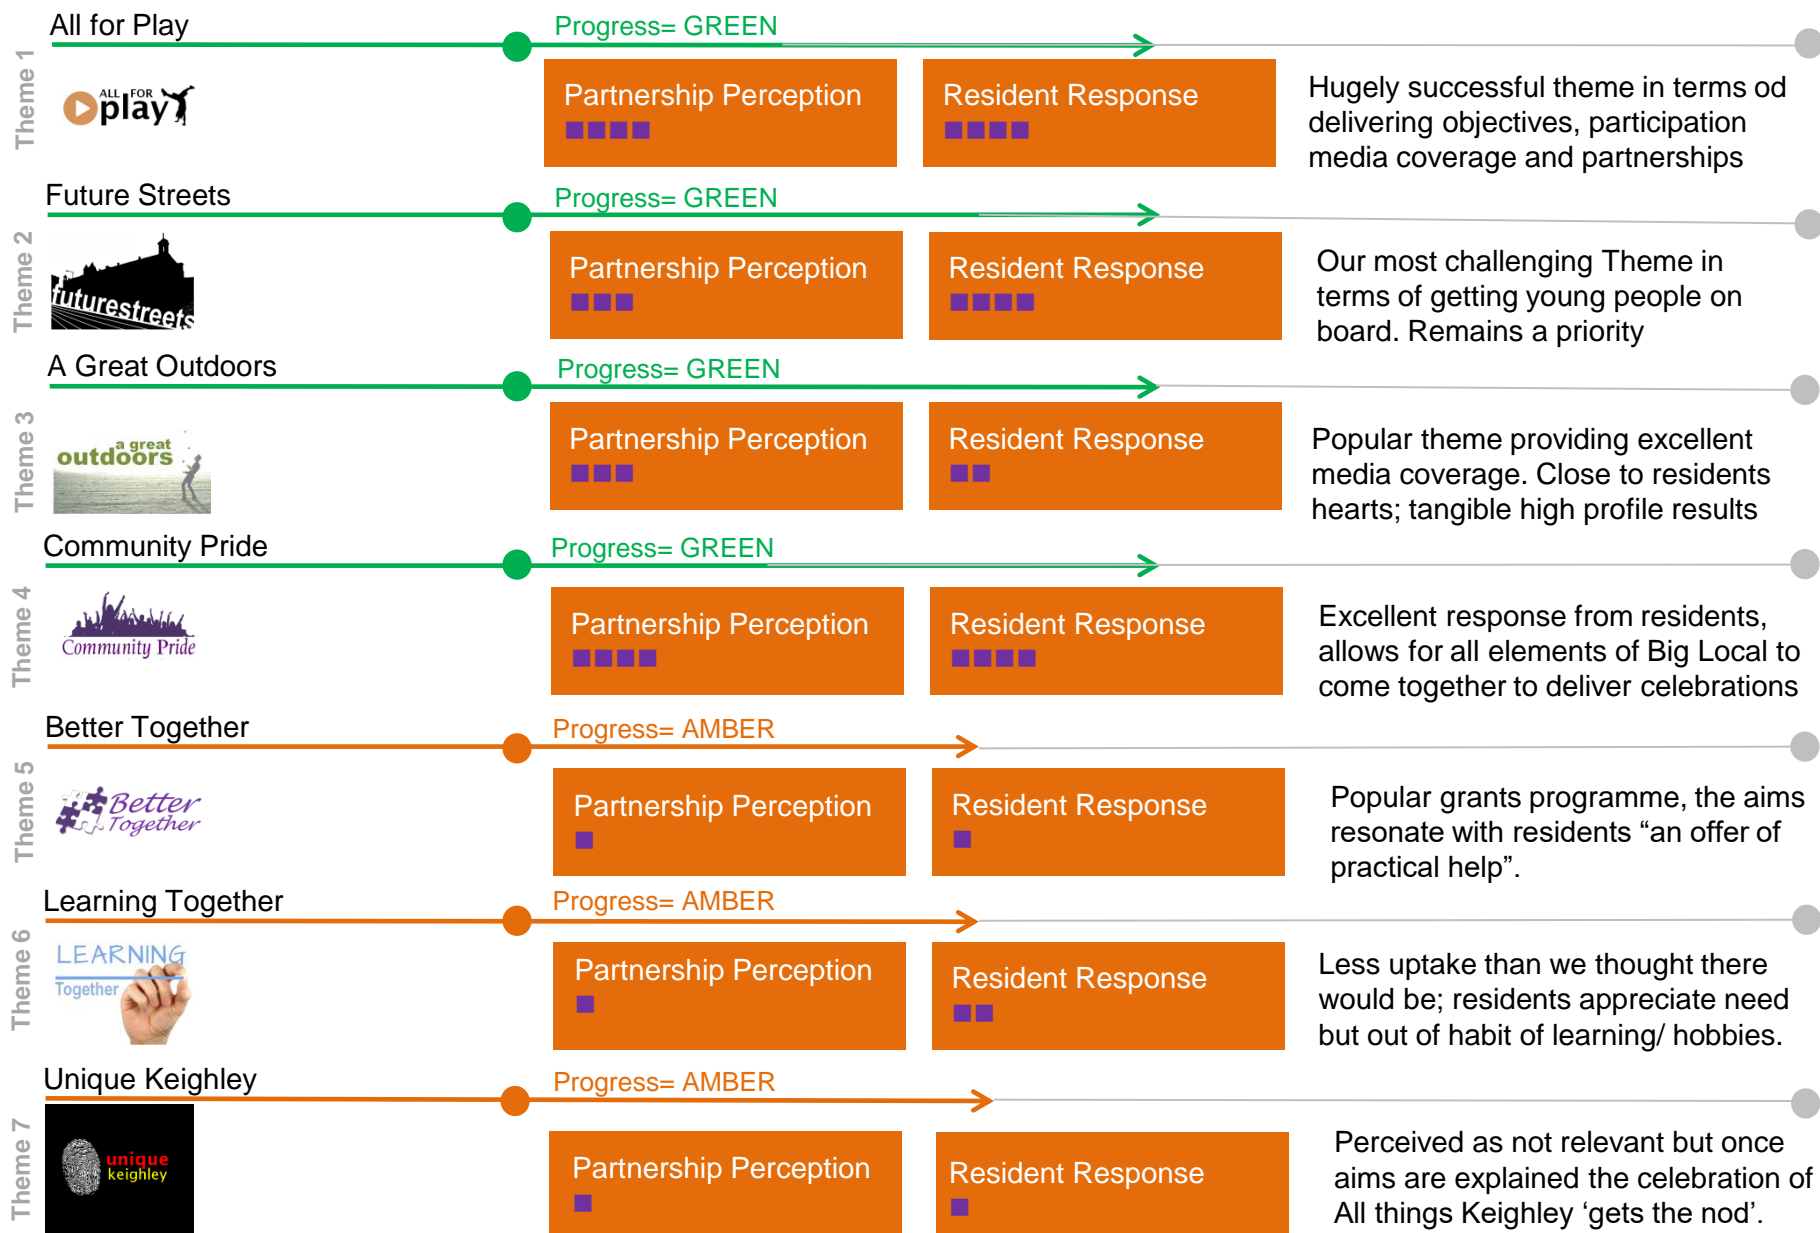 All for Play
Progress= GREEN
Theme 1
ALL FOR
play
Partnership Perception
Resident Response
Hugely successful theme in terms od
delivering objectives, participation
media coverage and partnerships
Future Streets
Progress= GREEN
Theme 2
futurestreets
Partnership Perception
Resident Response
Our most challenging Theme in
terms of getting young people on
board. Remains a priority
A Great Outdoors
Progress= GREEN
Theme 3
a great
outdoors
Partnership Perception
Resident Response
Popular theme providing excellent
media coverage. Close to residents
hearts; tangible high profile results
Community Pride
Progress= GREEN
Theme 4
Community Pride
Partnership Perception
Resident Response
Excellent response from residents,
allows for all elements of Big Local to
come together to deliver celebrations
Better Together
Progress= AMBER
Theme 5
Better
Together
Partnership Perception
Resident Response
Popular grants programme, the aims
resonate with residents “an offer of
practical help”.
Learning Together
Progress= AMBER
Theme 6
LEARNING
Together
Partnership Perception
Resident Response
Less uptake than we thought there
would be; residents appreciate need
but out of habit of learning/ hobbies.
Unique Keighley
Progress= AMBER
Theme 7
unique
keighley
Partnership Perception
Resident Response
Perceived as not relevant but once
aims are explained the celebration of
All things Keighley ‘gets the nod’.